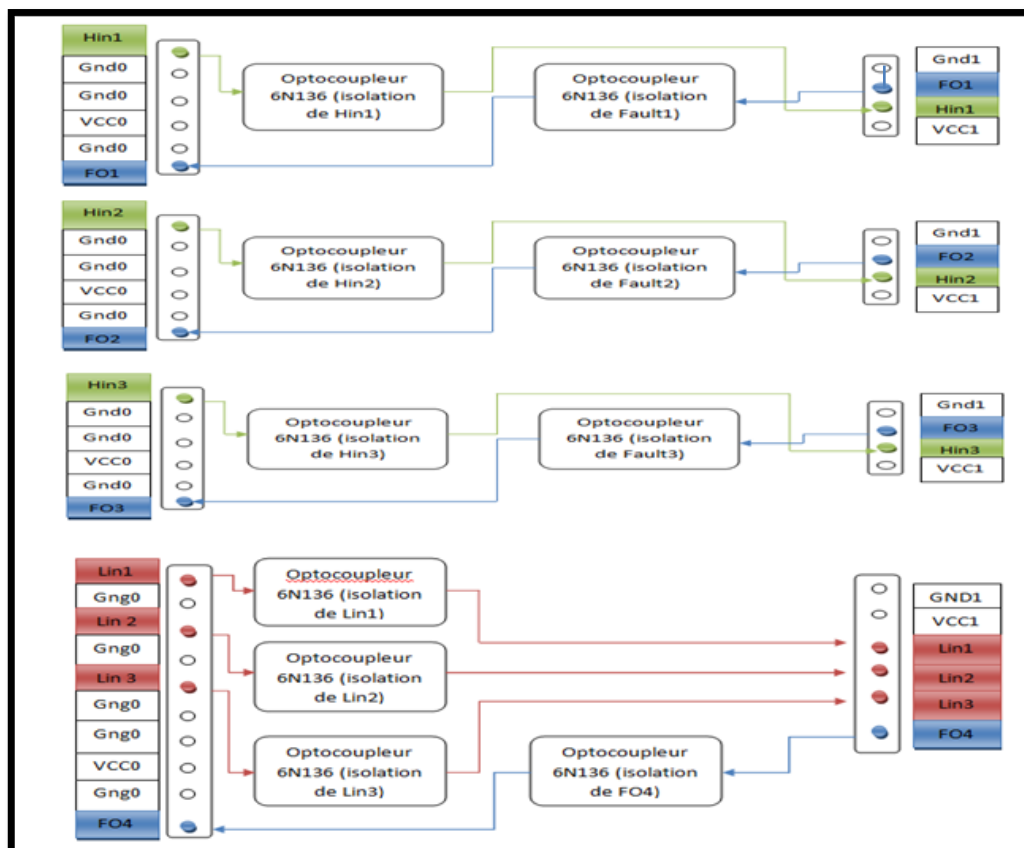 Hin1
Gnd0
Gnd0
VCC0
Gnd0
FO1
Optocoupleur
6N136 (isolation
de Hin1)
Optocoupleur
6N136 (isolation
de Fault1)
Gnd1
FO1
Hin1
VCC1
Hin2
Gnd0
Gnd0
VCC0
Gnd0
FO2
Optocoupleur
6N136 (isolation
de Hin2)
Optocoupleur
6N136 (isolation
de Fault2)
Gnd1
FO2
Hin2
VCC1
Hin3
Gnd0
Gnd0
VCC0
Gnd0
FO3
Optocoupleur
6N136 (isolation
de Hin3)
Optocoupleur
6N136 (isolation
de Fault3)
Gnd1
FO3
Hin3
VCC1
Lin1
Gng0
Lin 2
Gng0
Lin 3
Gng0
Gng0
VCC0
Gng0
FO4
Optocoupleur
6N136 (isolation
de Lin1)
Optocoupleur
6N136 (isolation
de Lin2)
Optocoupleur
6N136 (isolation
de Lin3)
Optocoupleur
6N136 (isolation
de FO4)
GND1
VCC1
Lin1
Lin2
Lin3
FO4